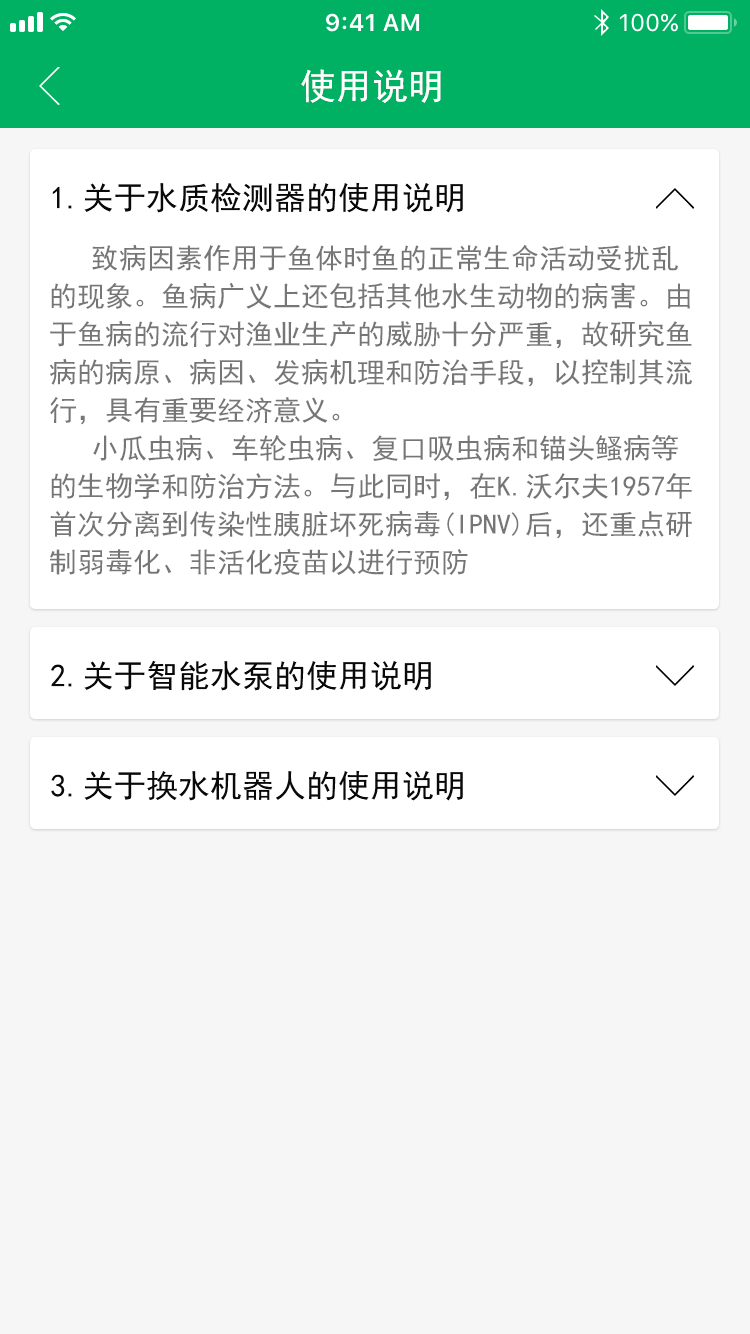 9:41 AM
100%
使用说明
1. 关于水质检测器的使用说明
致病因素作用于鱼体时鱼的正常生命活动受扰乱
的现象。鱼病广义上还包括其他水生动物的病害。由
于鱼病的流行对渔业生产的威胁十分严重，故研究鱼
病的病原、病因、发病机理和防治手段，以控制其流
行，具有重要经济意义。
小瓜虫病、车轮虫病、复口吸虫病和锚头鳋病等
的生物学和防治方法。与此同时，在K.沃尔夫1957年
首次分离到传染性胰脏坏死病毒(IPNV)后，还重点研
制弱毒化、非活化疫苗以进行预防
2. 关于智能水泵的使用说明
3. 关于换水机器人的使用说明